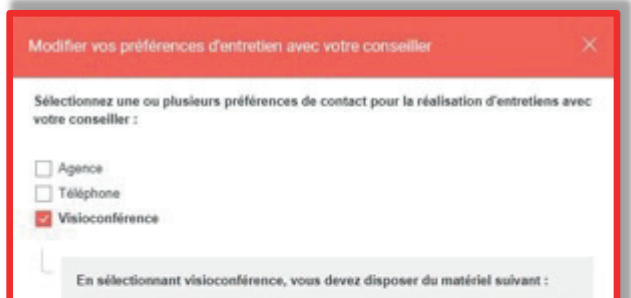 Modifier vos préférences d'entretien avec votre conseiller
Sélectionnez une ou plusieurs préférences de contact pour la réalisation d'entretiens avec
votre conseiller :
Agence
Téléphone
Visioconférence
En sélectionnant visioconférence, vous devez disposer du matériel suivant :